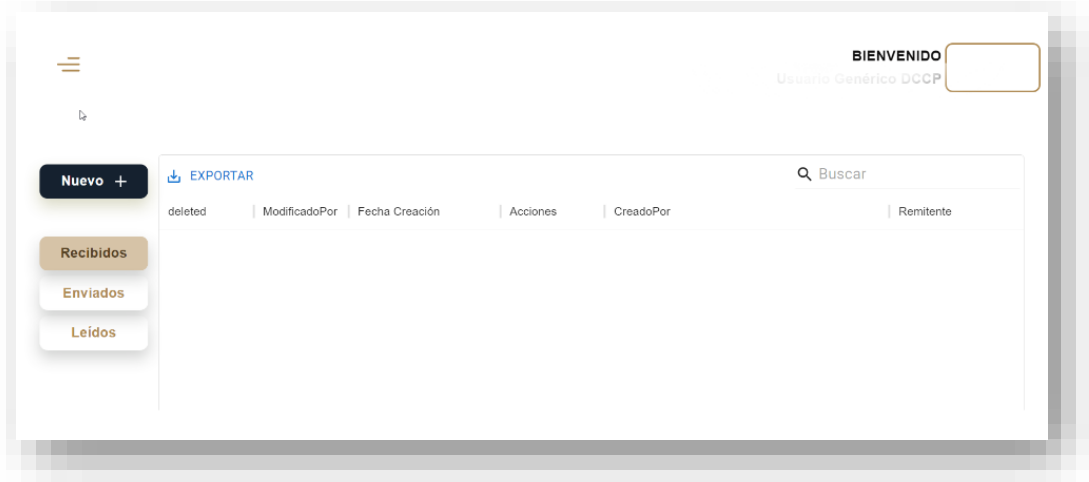 BIENVENIDO
Usuario Genérico DCCP
Nuevo +
EXPORTAR
Buscar
deleted ModificadoPor Fecha Creación Acciones CreadoPor Remitente
Recibidos
Enviados
Leídos